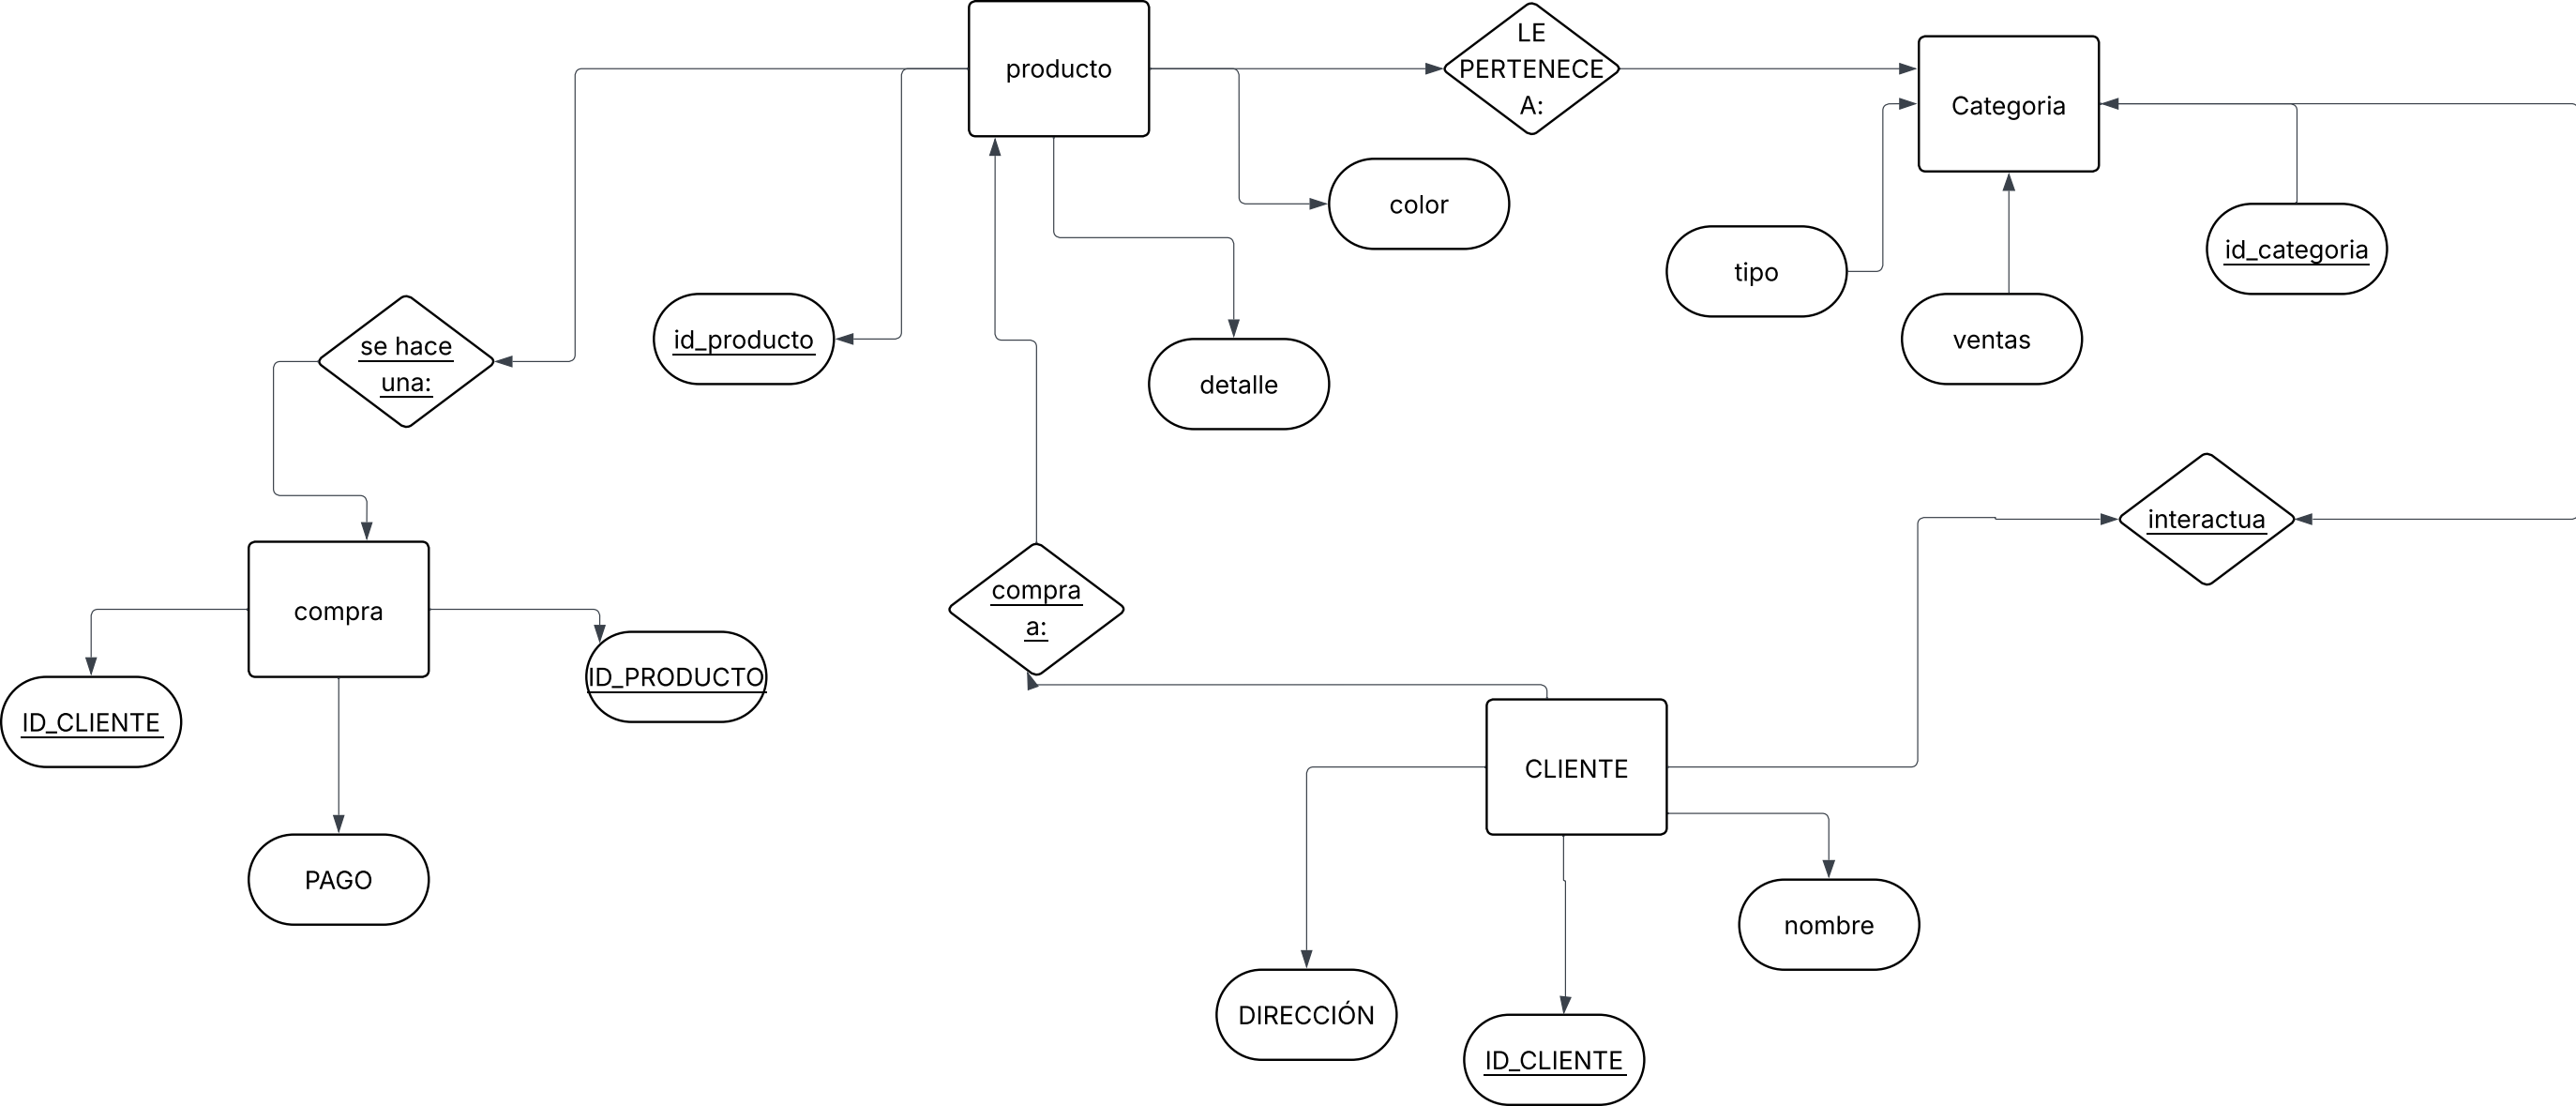 producto
LE
PERTENECE
A:
Categoria
color
tipo
id_categoria
se hace
una:
id_producto
detalle
ventas
interactua
compra
compra
a:
ID_PRODUCTO
ID_CLIENTE
CLIENTE
PAGO
nombre
DIRECCIÓN
ID_CLIENTE